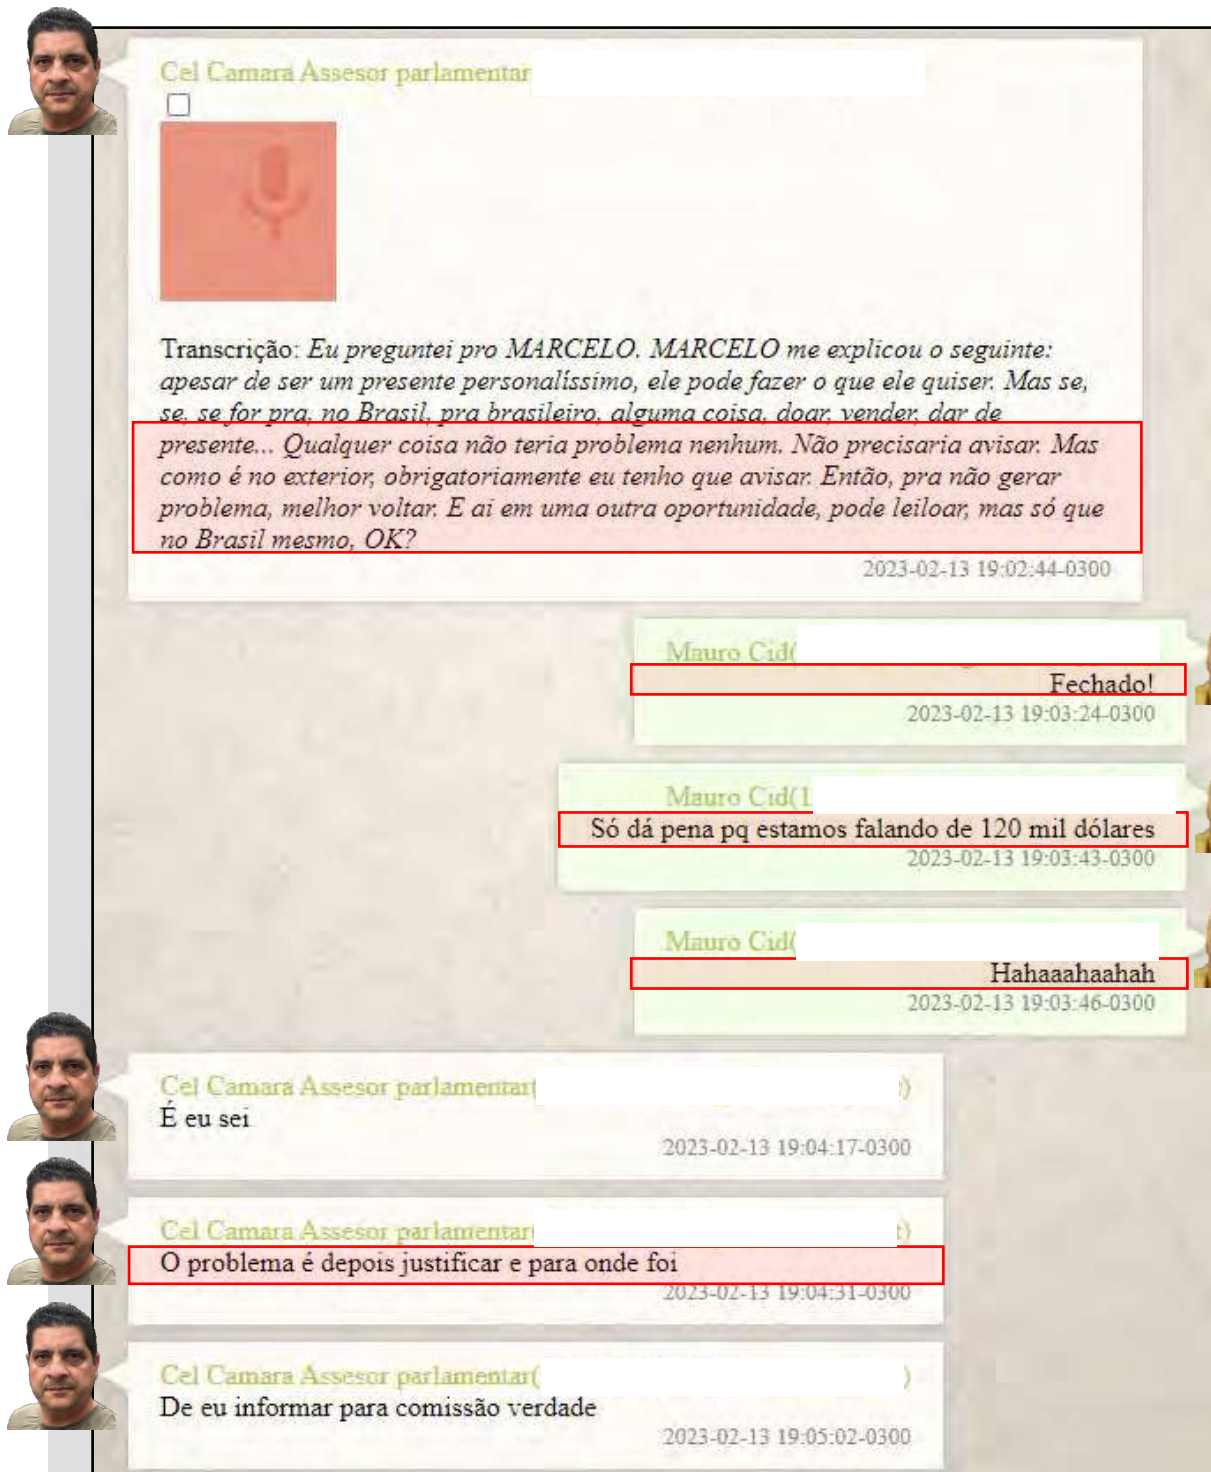 Cel Camara Assesor parlamentar
Transcrição: Eu preguntei pro MARCELO. MARCELO me explicou o seguinte:
apesar de ser um presente personalíssimo, ele pode fazer o que ele quiser. Mas se,
se, se for pra, no Brasil, pra brasileiro, alguma coisa, doar, vender, dar de
presente... Qualquer coisa não teria problema nenhum. Não precisaria avisar. Mas
como é no exterior, obrigatoriamente eu tenho que avisar. Então, pra não gerar
problema, melhor voltar. E ai em uma outra oportunidade, pode leiloar, mas só que
no Brasil mesmo, OK?
2023-02-13 19:02:44-0300
Mauro Cid(
Fechado!
2023-02-13 19:03:24-0300
Mauro Cid(1
Só dá pena pq estamos falando de 120 mil dólares
2023-02-13 19:03:43-0300
Mauro Cid(
Hahaaahaahah
2023-02-13 19:03:46-0300
Cel Camara Assesor parlamentar( )
É eu sei
2023-02-13 19:04:17-0300
Cel Camara Assesor parlamentar( t)
O problema é depois justificar e para onde foi
2023-02-13 19:04:31-0300
Cel Camara Assesor parlamentar( )
De eu informar para comissão verdade
2023-02-13 19:05:02-0300